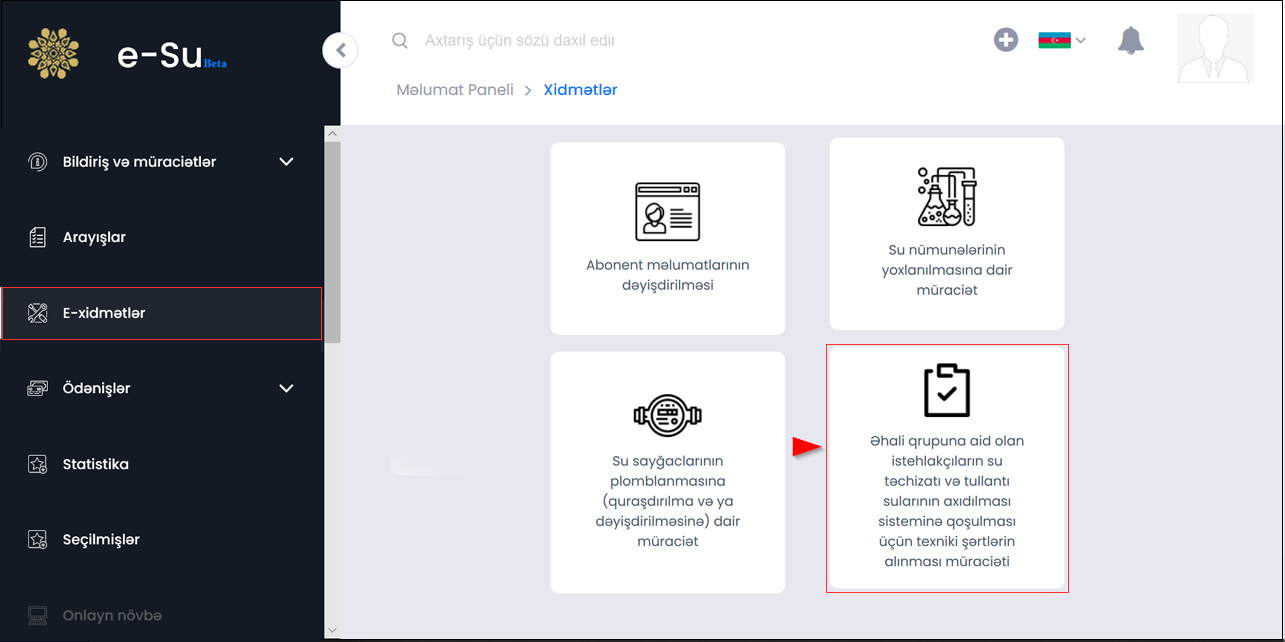 e-Su Beta
Bildiriş və müraciətlər
Arayışlar
E-xidmətlər
Ödənişlər
Statistika
Seçilmişlər
Onlayn növbə
Axtarış üçün sözü daxil edin
Məlumat Paneli > Xidmətlər
Abonent məlumatlarının
dəyişdirilməsi
Su nümunələrinin
yoxlanılmasına dair
müraciət
Su sayğaclarının
plomblanmasına
(quraşdırılma və ya
dəyişdirilməsinə) dair
müraciət
Əhali qrupuna aid olan
istehlakçıların su
təchizatı və tullantı
sularının axıdılması
sisteminə qoşulması
üçün texniki şərtlərin
alınması müraciəti